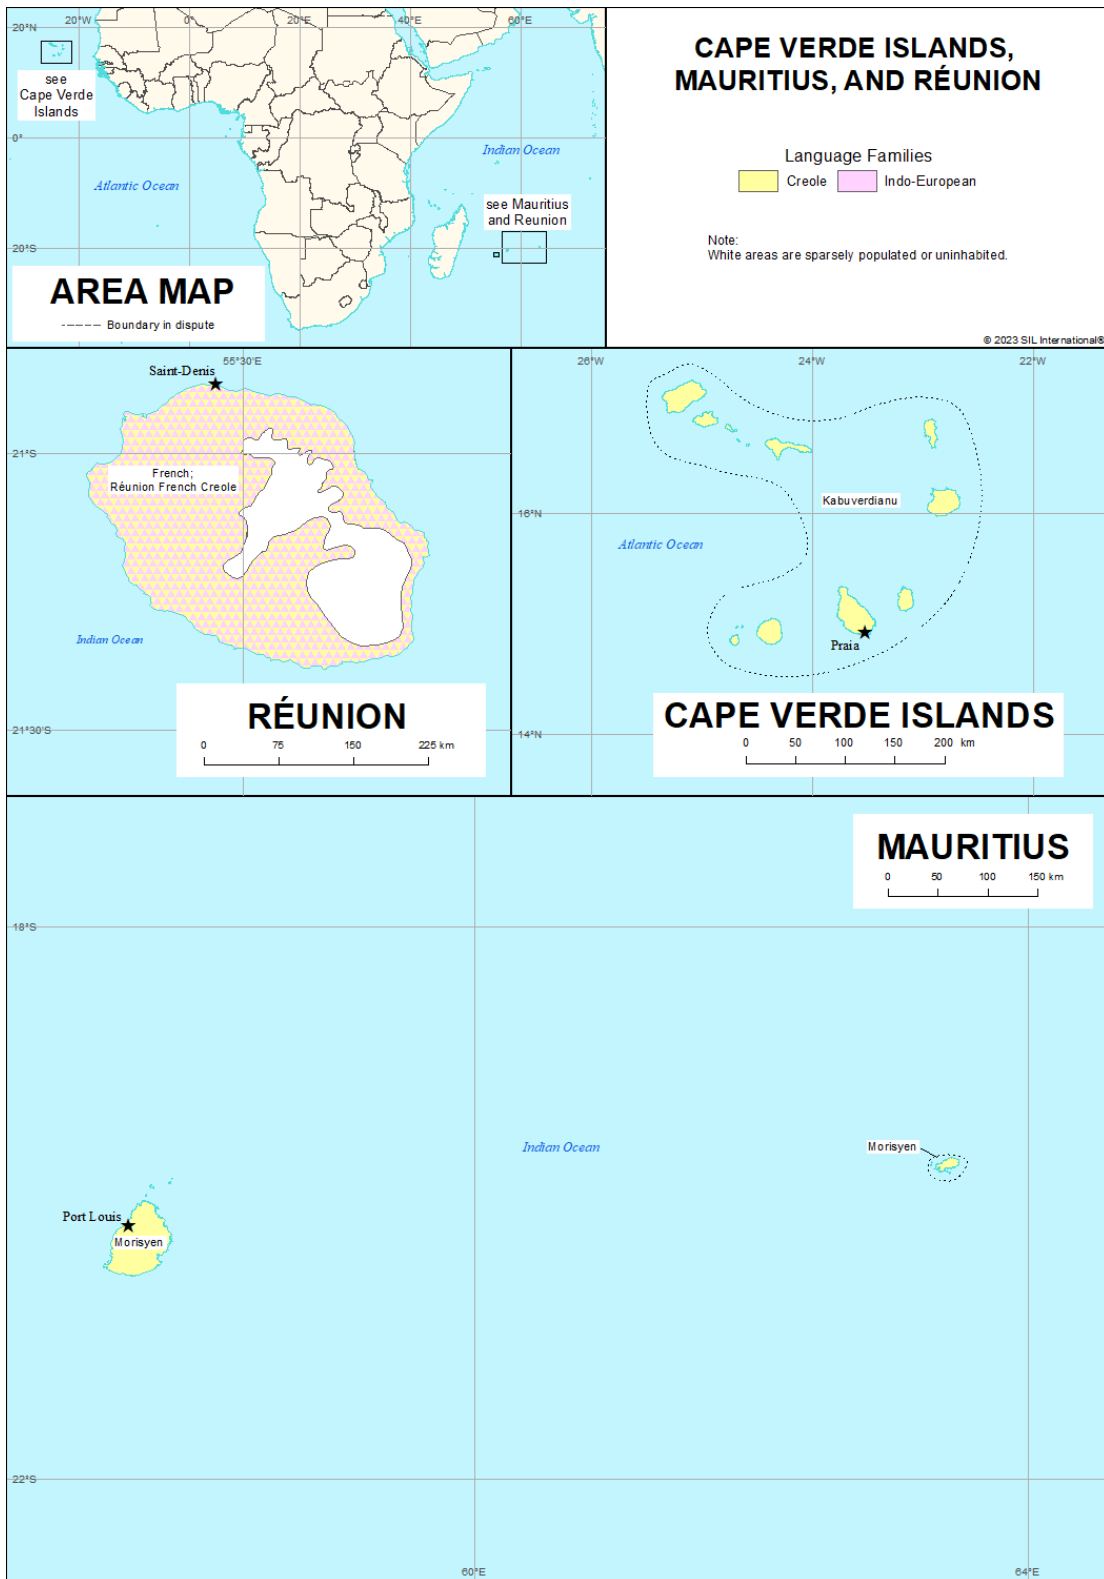 20°W
0°
20°E
40°E
60°E
20°N
see
Cape Verde
Islands
0°
Indian Ocean
Atlantic Ocean
see Mauritius
and Reunion
20°S
AREA MAP
Boundary in dispute
CAPE VERDE ISLANDS,
MAURITIUS, AND RÉUNION
Language Families
Creole
Indo-European
Note:
White areas are sparsely populated or uninhabited.
© 2023 SIL International®
55°30'E
Saint-Denis
21°S
French;
Réunion French Creole
Indian Ocean
21°30'S
RÉUNION
0 75 150 225 km
26°W
24°W
22°W
Kabuverdianu
16°N
Atlantic Ocean
Praia
14°N
CAPE VERDE ISLANDS
0 50 100 150 200 km
MAURITIUS
0 50 100 150 km
18°S
Indian Ocean
Morisyen
Port Louis
Morisyen
22°S
60°E
64°E